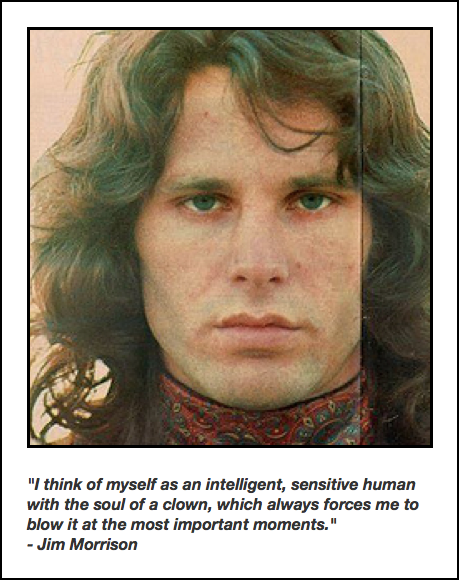 "I think of myself as an intelligent, sensitive human
with the soul of a clown, which always forces me to
blow it at the most important moments."
- Jim Morrison